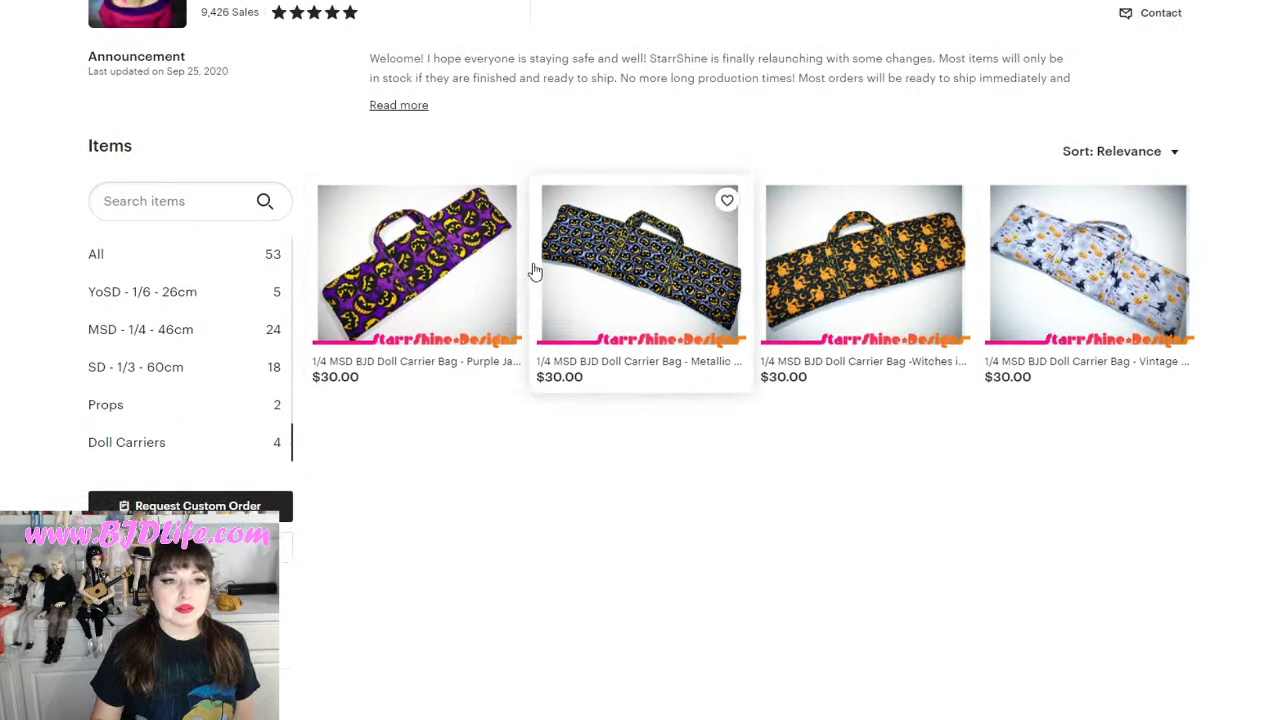 9,426 Sales
Contact
Announcement
Last updated on Sep 25, 2020
Welcome! I hope everyone is staying safe and well! StarrShine is finally relaunching with some changes. Most items will only be
in stock if they are finished and ready to ship. No more long production times! Most orders will be ready to ship immediately and
Read more
Items
Sort: Relevance
Search items
All 53
YoSD - 1/6 - 26cm 5
MSD - 1/4 - 46cm 24
SD - 1/3 - 60cm 18
Props 2
Doll Carriers 4
Request Custom Order
StarrShine★Designs
1/4 MSD BJD Doll Carrier Bag - Purple Ja...
$30.00
StarrShine★Designs
1/4 MSD BJD Doll Carrier Bag - Metallic ...
$30.00
StarrShine★Designs
1/4 MSD BJD Doll Carrier Bag -Witches i...
$30.00
StarrShine★Designs
1/4 MSD BJD Doll Carrier Bag - Vintage ...
$30.00
www.BJDLife.com